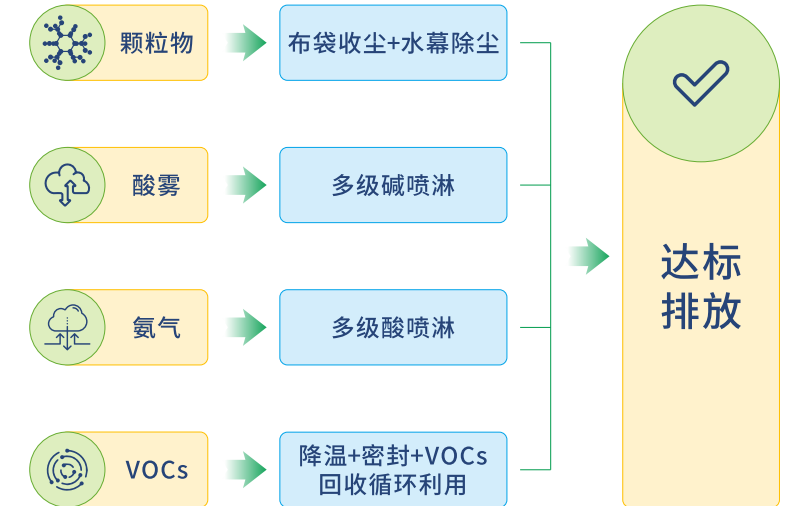 颗粒物
布袋收尘+水幕除尘
酸雾
多级碱喷淋
氨气
多级酸喷淋
VOCs
降温+密封+VOCs
回收循环利用
达标
排放